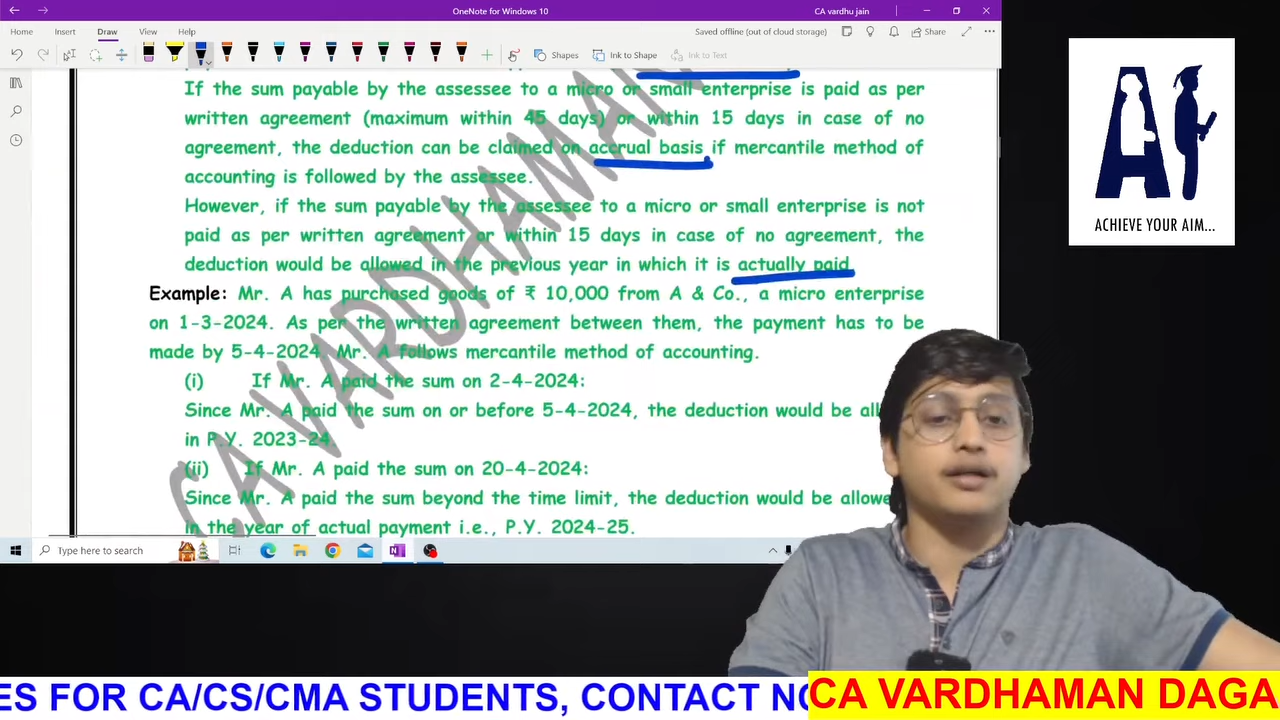 OneNote for Windows 10
CA vardhu jain
Home Insert Draw View Help
Saved offline (out of cloud storage) Share
Shapes Ink to Shape Ink to Text
If the sum payable by the assessee to a micro or small enterprise is paid as per
written agreement (maximum within 45 days) or within 15 days in case of no
agreement, the deduction can be claimed on accrual basis if mercantile method of
accounting is followed by the assessee.
However, if the sum payable by the assessee to a micro or small enterprise is not
paid as per written agreement or within 15 days in case of no agreement, the
deduction would be allowed in the previous year in which it is actually paid.
Example: Mr. A has purchased goods of ₹ 10,000 from A & Co., a micro enterprise
on 1-3-2024. As per the written agreement between them, the payment has to be
made by 5-4-2024. Mr. A follows mercantile method of accounting.
(i) If Mr. A paid the sum on 2-4-2024:
Since Mr. A paid the sum on or before 5-4-2024, the deduction would be al
in P.Y. 2023-24.
(ii) If Mr. A paid the sum on 20-4-2024:
Since Mr. A paid the sum beyond the time limit, the deduction would be allowe
in the year of actual payment i.e., P.Y. 2024-25.
CA VARDHAMAN
Type here to search
AI
ACHIEVE YOUR AIM...
ES FOR CA/CS/CMA STUDENTS, CONTACT NO
CA VARDHAMAN DAGA